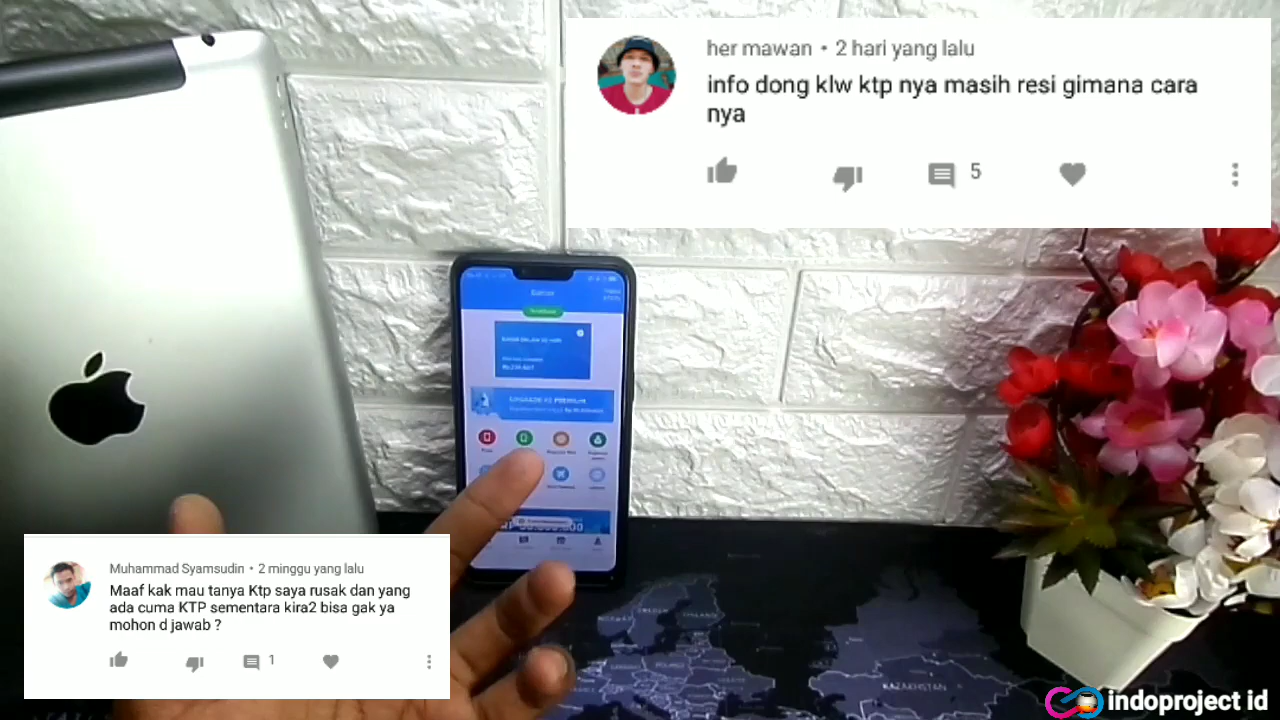 her mawan • 2 hari yang lalu
info dong klw ktp nya masih resi gimana cara
nya
5
Muhammad Syamsudin • 2 minggu yang lalu
Maaf kak mau tanya Ktp saya rusak dan yang
ada cuma KTP sementara kira2 bisa gak ya
mohon d jawab ?
1
KAZAKHSTAN
indoproject id